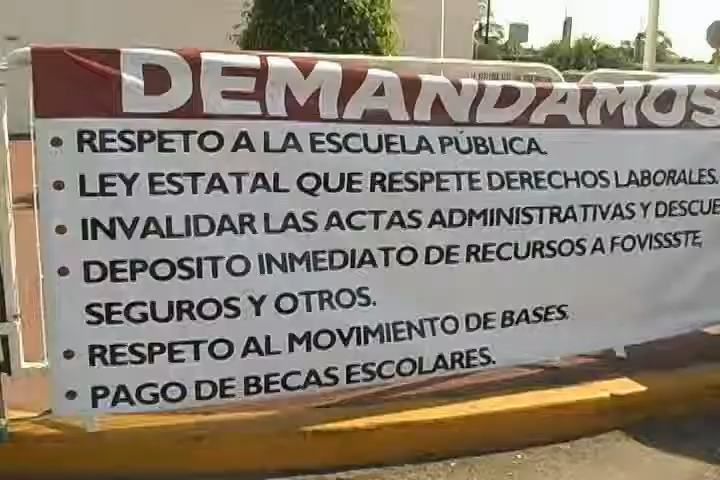 DEMANDAMOS
• RESPETO A LA ESCUELA PÚBLICA.
• LEY ESTATAL QUE RESPETE DERECHOS LABORALES.
• INVALIDAR LAS ACTAS ADMINISTRATIVAS Y DESCUE
• DEPOSITO INMEDIATO DE RECURSOS A FOVISSSTE,
SEGUROS Y OTROS.
• RESPETO AL MOVIMIENTO DE BASES.
• PAGO DE BECAS ESCOLARES.